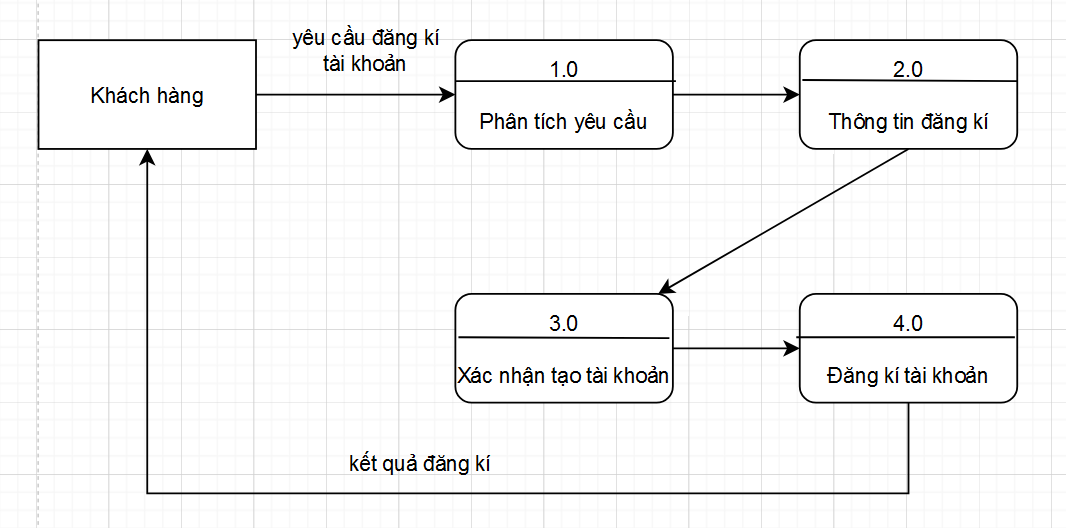 yêu cầu đăng kí
tài khoản
Khách hàng
1.0
Phân tích yêu cầu
2.0
Thông tin đăng kí
3.0
Xác nhận tạo tài khoản
4.0
Đăng kí tài khoản
kết quả đăng kí